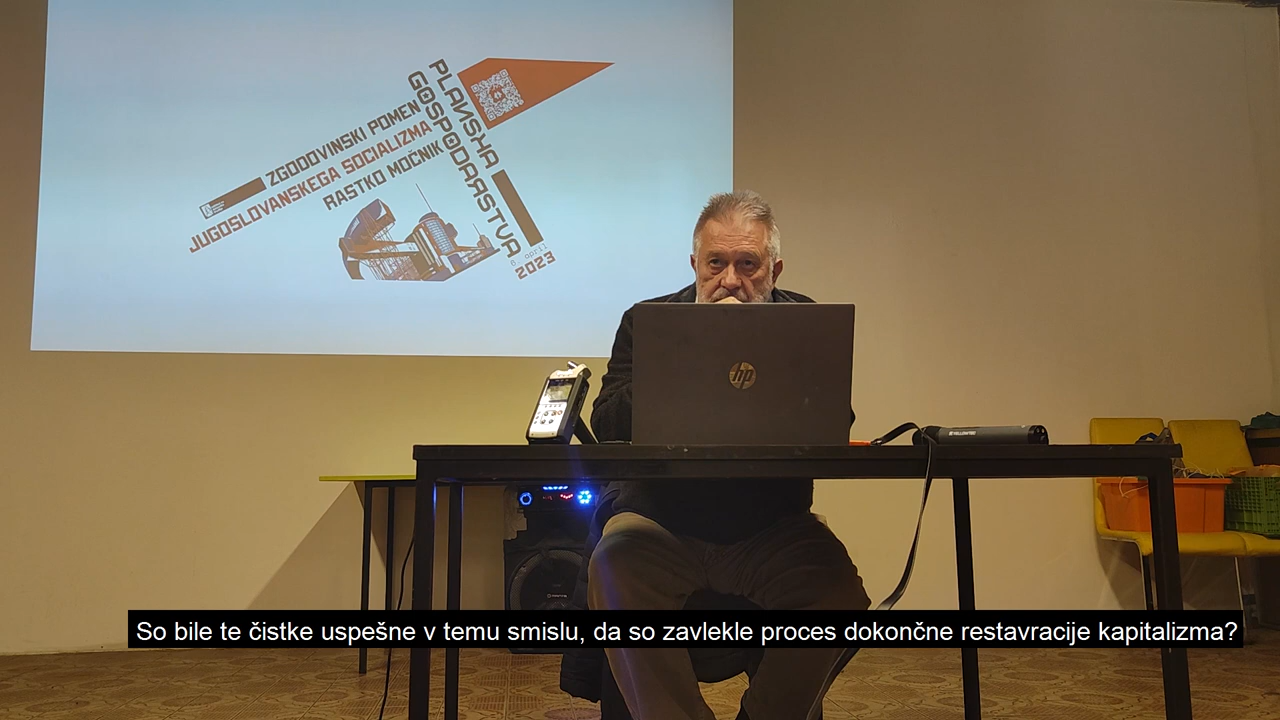 ZGODOVINSKI POMEN
JUGOSLOVANSKEGA SOCIALIZMA
RASTKO MOČNIK
PLANSKA
GOSPODARSTVA
2023
hp
So bile te čistke uspešne v temu smislu, da so zavlekle proces dokončne restavracije kapitalizma?